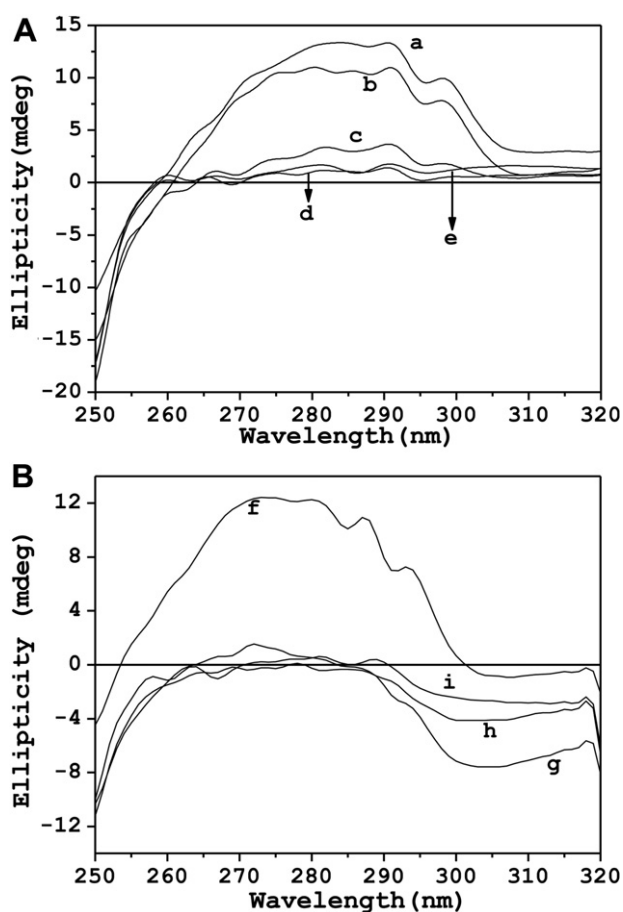 A
15
10
5
0
-5
-10
-15
-20
Ellipticity(mdeg)
a
b
c
d
e
250 260 270 280 290 300 310 320
Wavelength(nm)
B
12
8
4
0
-4
-8
-12
Ellipticity (mdeg)
f
i
h
g
250 260 270 280 290 300 310 320
Wavelength(nm)